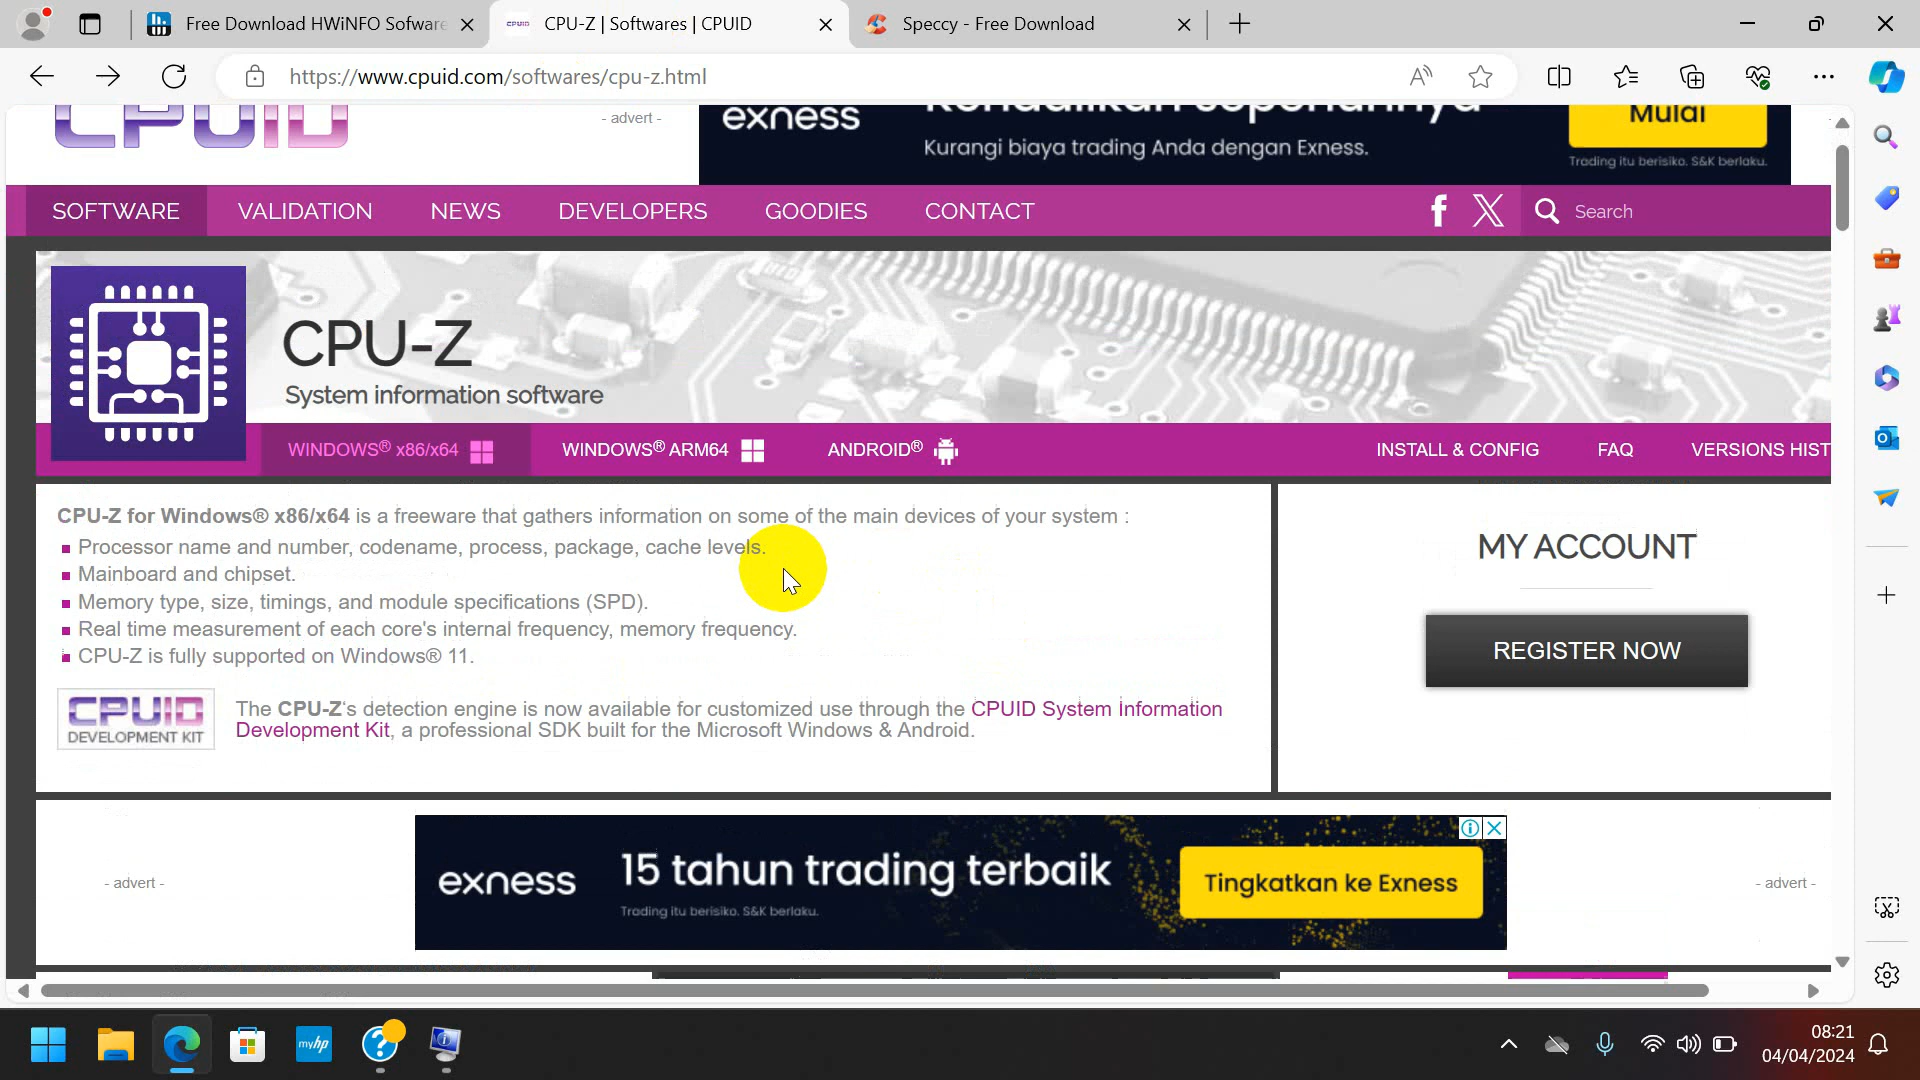 Free Download HWiNFO Sofware
CPU-Z | Softwares | CPUID
Speccy - Free Download
https://www.cpuid.com/softwares/cpu-z.html
CPUID
- advert -
exness
Kendalikan sepenuhnya
Kurangi biaya trading Anda dengan Exness.
Mulai
Trading itu berisiko. S&K berlaku.
SOFTWARE
VALIDATION
NEWS
DEVELOPERS
GOODIES
CONTACT
Search
CPU-Z
System information software
WINDOWS® x86/x64
WINDOWS® ARM64
ANDROID®
INSTALL & CONFIG
FAQ
VERSIONS HIST
CPU-Z for Windows® x86/x64 is a freeware that gathers information on some of the main devices of your system :
Processor name and number, codename, process, package, cache levels.
Mainboard and chipset.
Memory type, size, timings, and module specifications (SPD).
Real time measurement of each core's internal frequency, memory frequency.
CPU-Z is fully supported on Windows® 11.
MY ACCOUNT
REGISTER NOW
CPUID
DEVELOPMENT KIT
The CPU-Z's detection engine is now available for customized use through the CPUID System Information
Development Kit, a professional SDK built for the Microsoft Windows & Android.
- advert -
exness
15 tahun trading terbaik
Trading itu berisiko. S&K berlaku.
Tingkatkan ke Exness
- advert -
myhp
08:21
04/04/2024